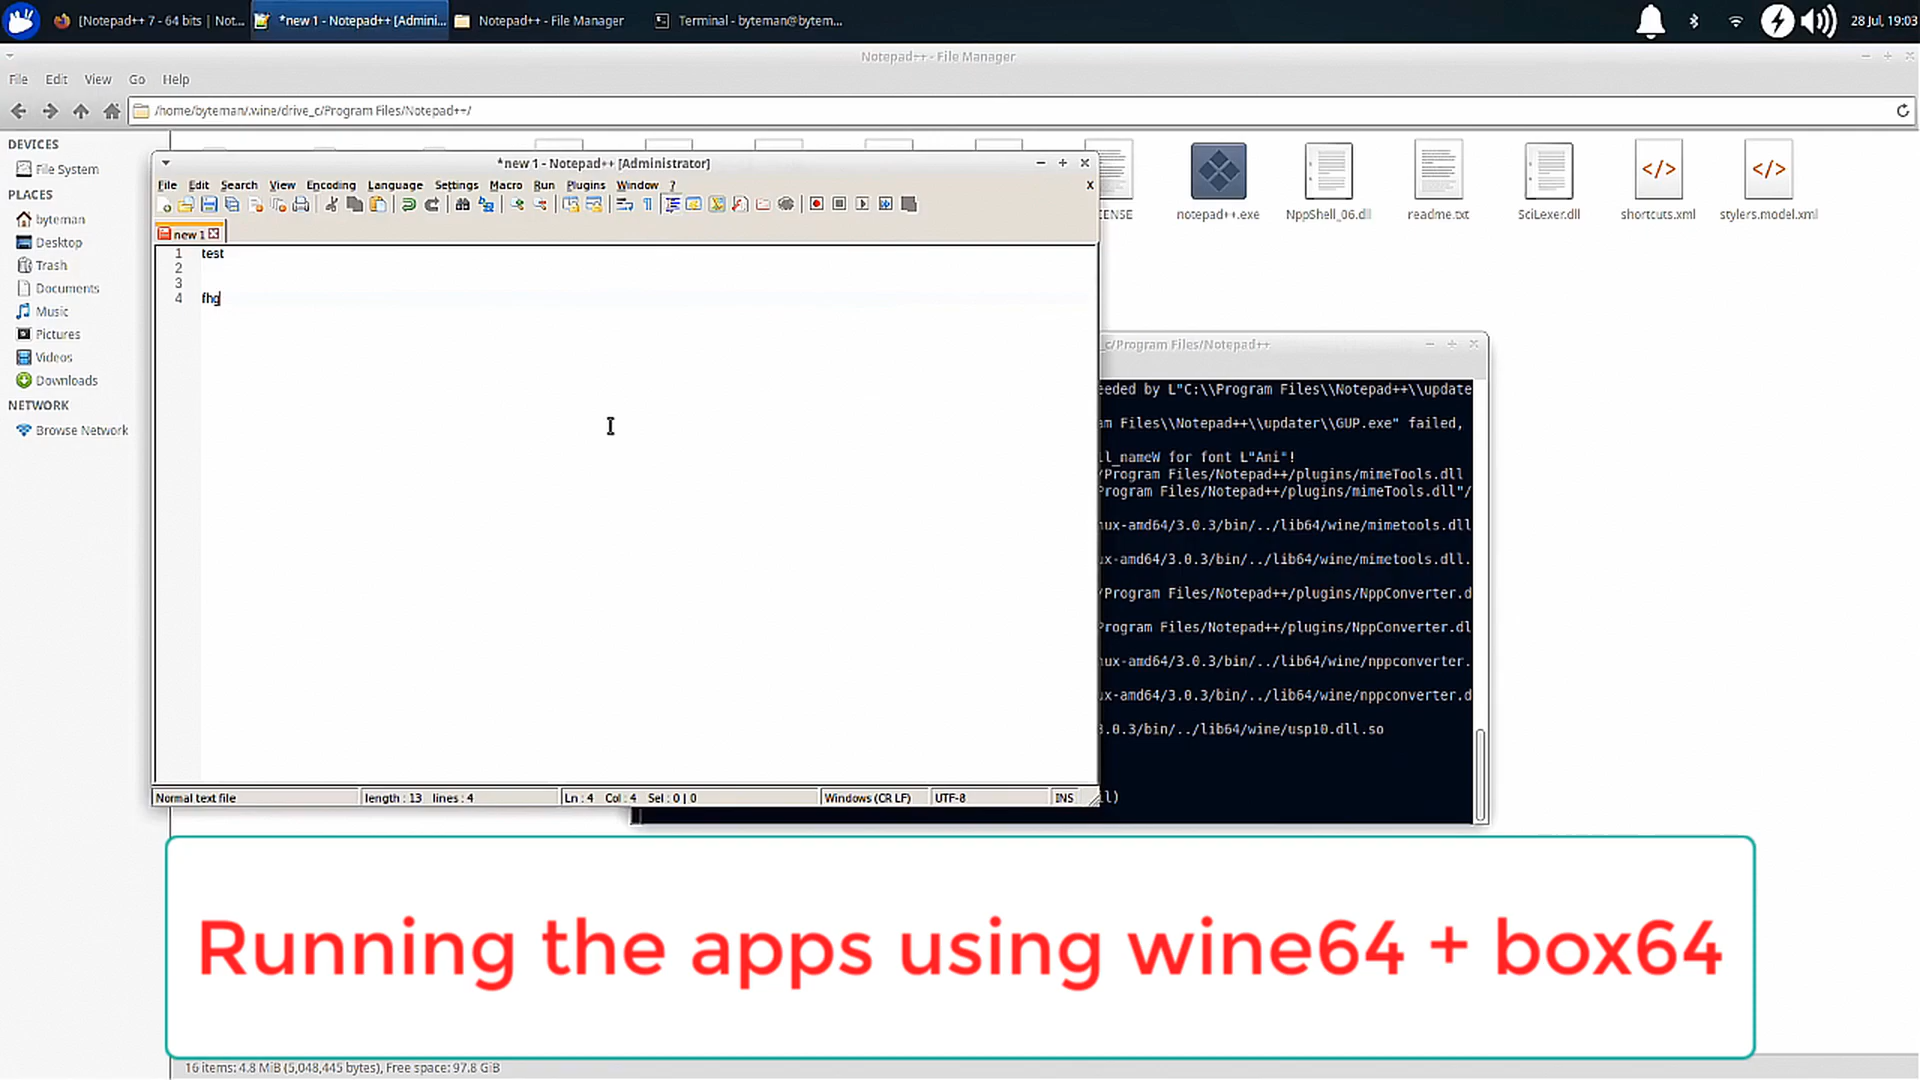 [Notepad++ 7 - 64 bits | Not...
*new 1 - Notepad++ [Admini...
Notepad++ - File Manager
Terminal - byteman@bytem...
28 Jul, 19:03
Notepad++ - File Manager
File Edit View Go Help
/home/byteman/.wine/drive_c/Program Files/Notepad++/
DEVICES
File System
PLACES
byteman
Desktop
Trash
Documents
Music
Pictures
Videos
Downloads
NETWORK
Browse Network
ENSE
notepad++.exe
NppShell_06.dll
readme.txt
SciLexer.dll
shortcuts.xml
stylers.model.xml
*new 1 - Notepad++ [Administrator]
File Edit Search View Encoding Language Settings Macro Run Plugins Window ? X
new 1
1 test
2
3
4 fhg
Normal text file length : 13 lines : 4 Ln : 4 Col : 4 Sel : 0 | 0 Windows (CR LF) UTF-8 INS
_c/Program Files/Notepad++
eeded by L"C:\\Program Files\\Notepad++\\update
am Files\\Notepad++\\updater\\GUP.exe" failed,
ll_nameW for font L"Ani"!
/Program Files/Notepad++/plugins/mimeTools.dll
Program Files/Notepad++/plugins/mimeTools.dll"/
nux-amd64/3.0.3/bin/../lib64/wine/mimetools.dll
ux-amd64/3.0.3/bin/../lib64/wine/mimetools.dll.
/Program Files/Notepad++/plugins/NppConverter.d
Program Files/Notepad++/plugins/NppConverter.dl
nux-amd64/3.0.3/bin/../lib64/wine/nppconverter.
ux-amd64/3.0.3/bin/../lib64/wine/nppconverter.d
3.0.3/bin/../lib64/wine/usp10.dll.so
ll)
Running the apps using wine64 + box64
16 items: 4.8 MiB (5,048,445 bytes), Free space: 97.8 GiB